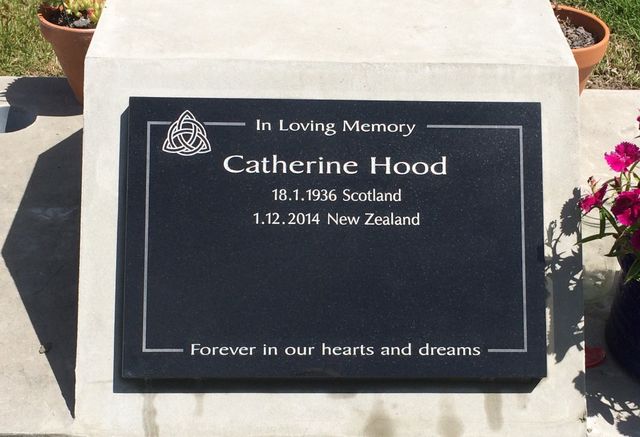 In Loving Memory
Catherine Hood
18.1.1936 Scotland
1.12.2014 New Zealand
Forever in our hearts and dreams